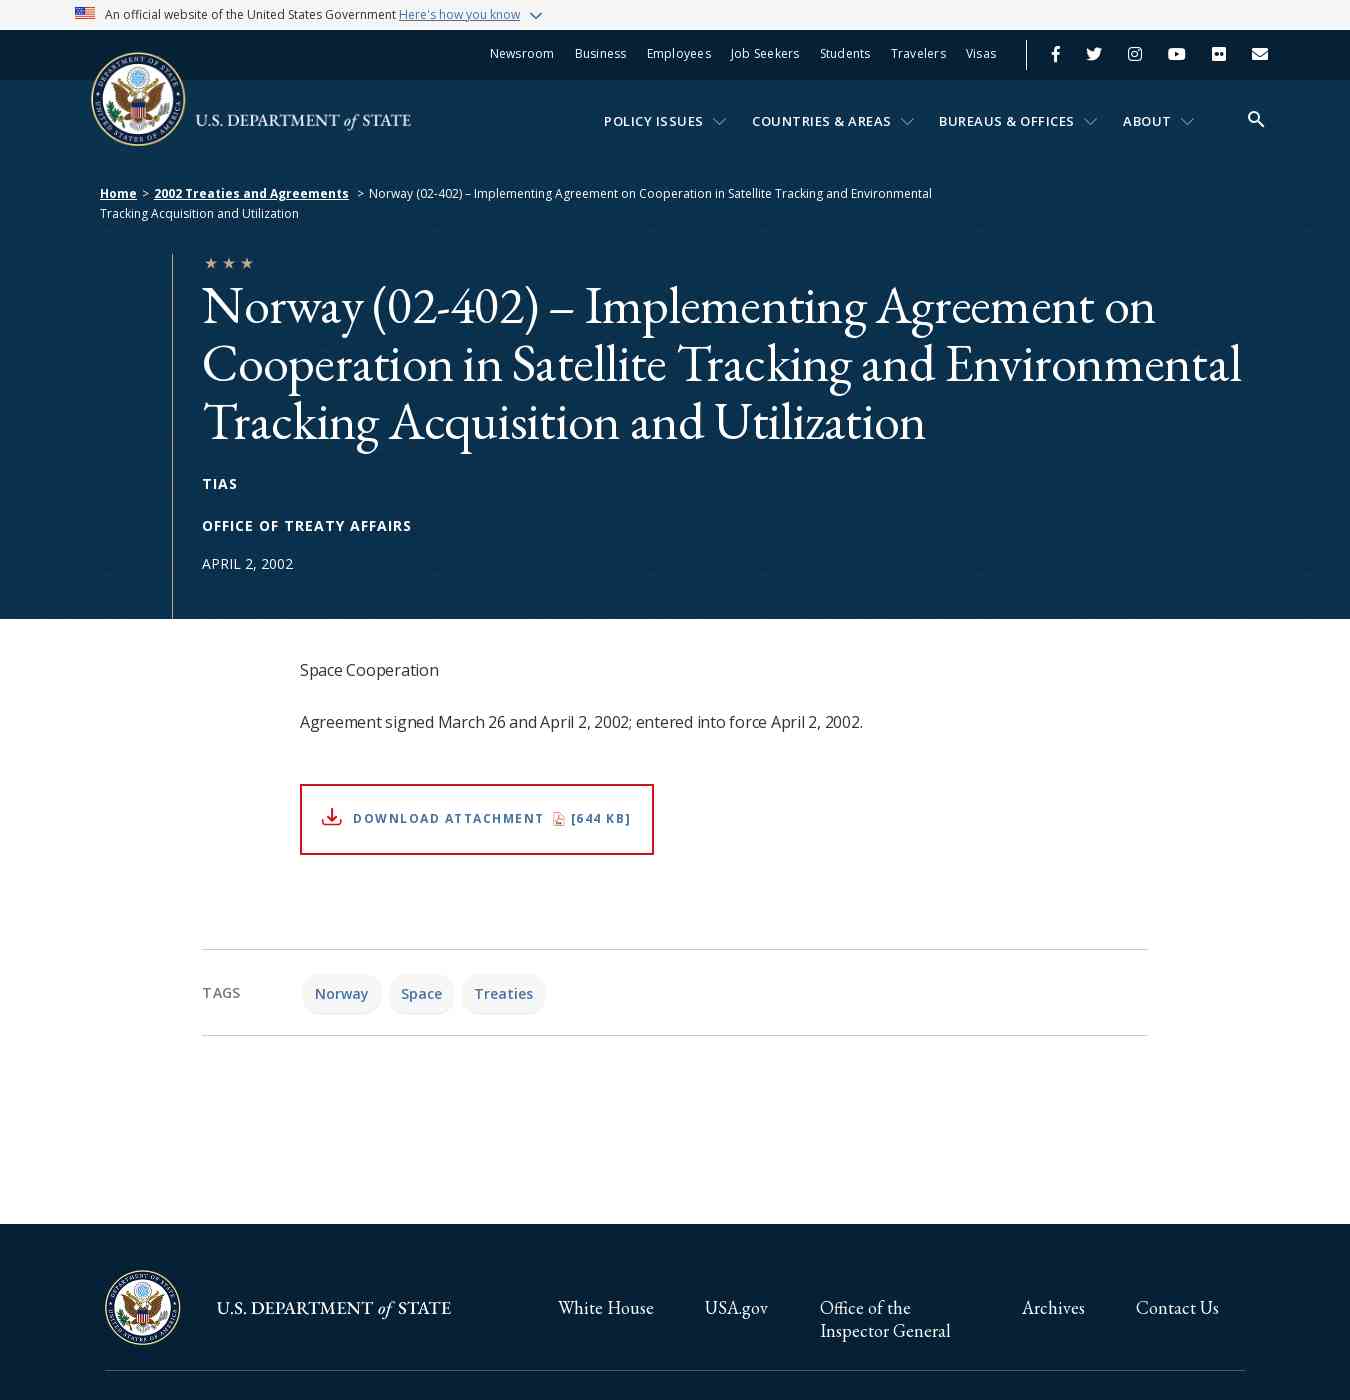 An official website of the United States Government Here's how you know
Newsroom Business Employees Job Seekers Students Travelers Visas
U.S. DEPARTMENT of STATE
POLICY ISSUES COUNTRIES & AREAS BUREAUS & OFFICES ABOUT
Home > 2002 Treaties and Agreements > Norway (02-402) – Implementing Agreement on Cooperation in Satellite Tracking and Environmental
Tracking Acquisition and Utilization
Norway (02-402) – Implementing Agreement on
Cooperation in Satellite Tracking and Environmental
Tracking Acquisition and Utilization
TIAS
OFFICE OF TREATY AFFAIRS
APRIL 2, 2002
Space Cooperation
Agreement signed March 26 and April 2, 2002; entered into force April 2, 2002.
DOWNLOAD ATTACHMENT [644 KB]
TAGS Norway Space Treaties
U.S. DEPARTMENT of STATE
White House USA.gov Office of the
Inspector General Archives Contact Us